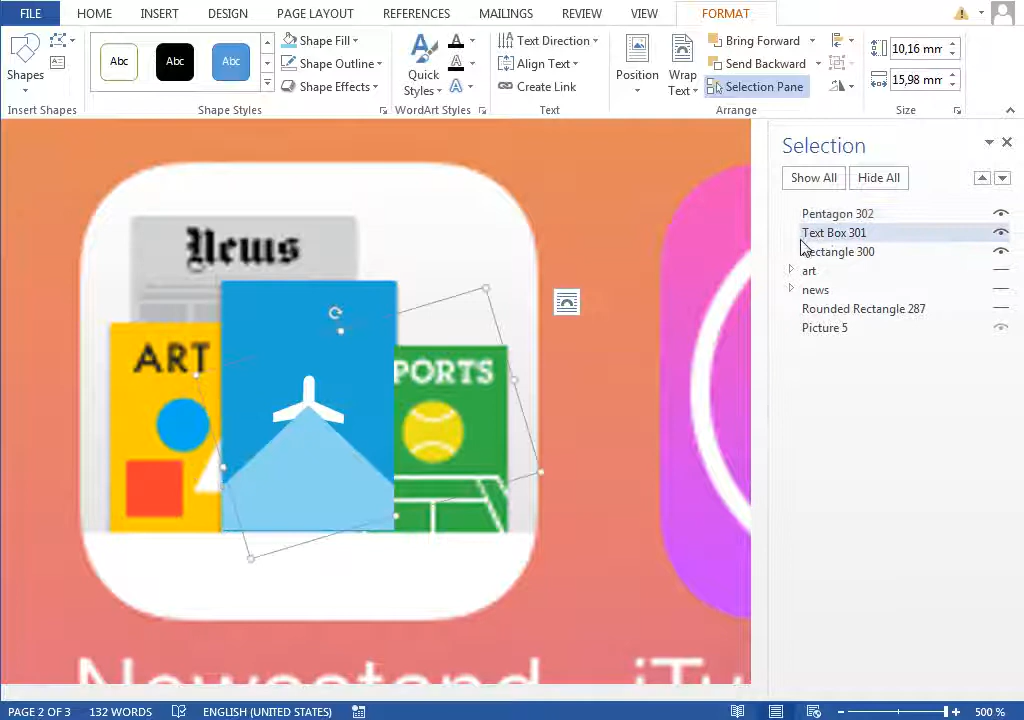 FILE HOME INSERT DESIGN PAGE LAYOUT REFERENCES MAILINGS REVIEW VIEW FORMAT
Shapes
Abc Abc Abc
Shape Fill
Shape Outline
Shape Effects
Quick Styles
Text Direction
Align Text
Create Link
Position
Wrap Text
Bring Forward
Send Backward
Selection Pane
10,16 mm
15,98 mm
Insert Shapes Shape Styles WordArt Styles Text Arrange Size
Selection
Show All Hide All
Pentagon 302
Text Box 301
Rectangle 300
art
news
Rounded Rectangle 287
Picture 5
News
ART
PORTS
Newsstand iTu
PAGE 2 OF 3 132 WORDS ENGLISH (UNITED STATES) 500 %